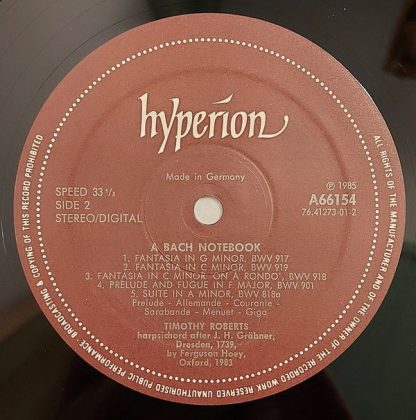 hyperion
Made in Germany
SPEED 33⅓
SIDE 2
STEREO/DIGITAL
℗ 1985
A66154
76.41273-01-2
A BACH NOTEBOOK
1. FANTASIA IN G MINOR, BWV 917
2. FANTASIA IN C MINOR, BWV 919
3. FANTASIA IN C MINOR 'ON A RONDO', BWV 918
4. PRELUDE AND FUGUE IN F MAJOR, BWV 901
5. SUITE IN A MINOR, BWV 818a
Prelude - Allemande - Courante -
Sarabande - Menuet - Giga
TIMOTHY ROBERTS
harpsichord after J. H. Gräbner,
Dresden, 1739,
by Ferguson Hoey,
Oxford, 1983
ALL RIGHTS OF THE MANUFACTURER AND OF THE OWNER OF THE RECORDED WORK RESERVED UNAUTHORISED PUBLIC PERFORMANCE, BROADCASTING & COPYING OF THIS RECORD PROHIBITED